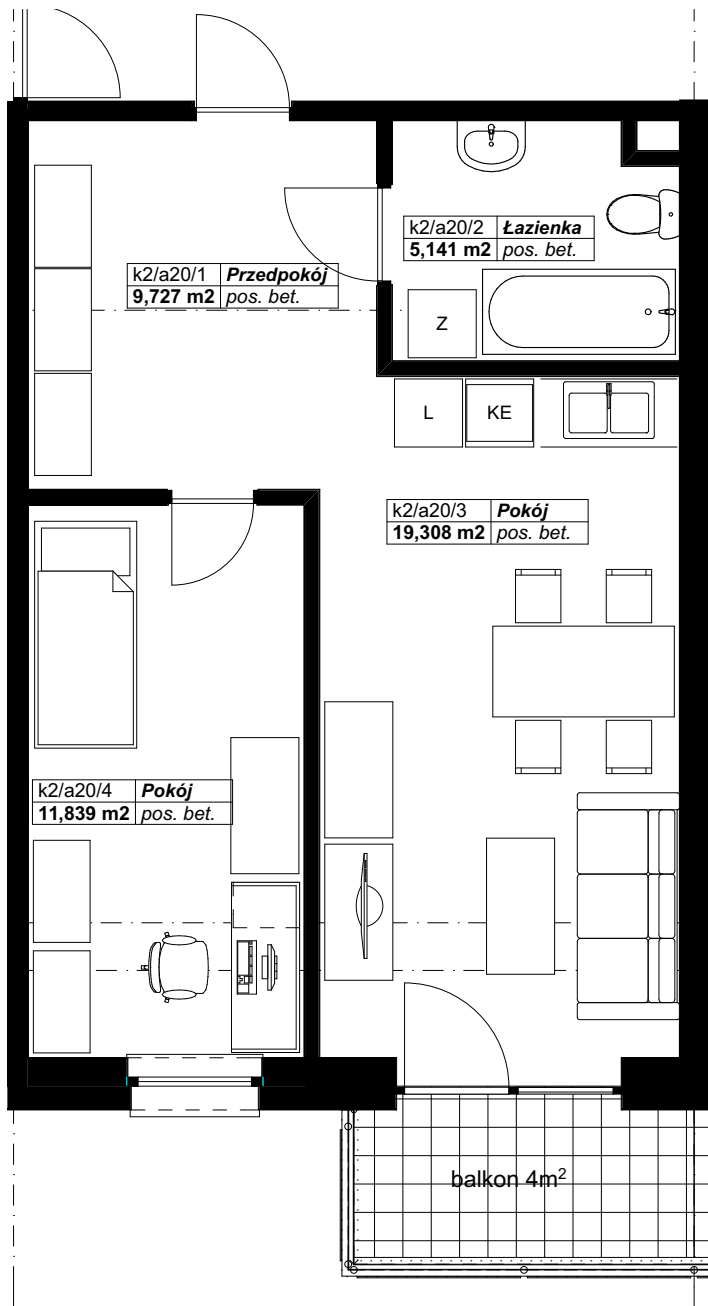 k2/a20/2 Łazienka
5,141 m2 pos. bet.
k2/a20/1 Przedpokój
9,727 m2 pos. bet.
Z
L KE
k2/a20/3 Pokój
19,308 m2 pos. bet.
k2/a20/4 Pokój
11,839 m2 pos. bet.
balkon 4m²